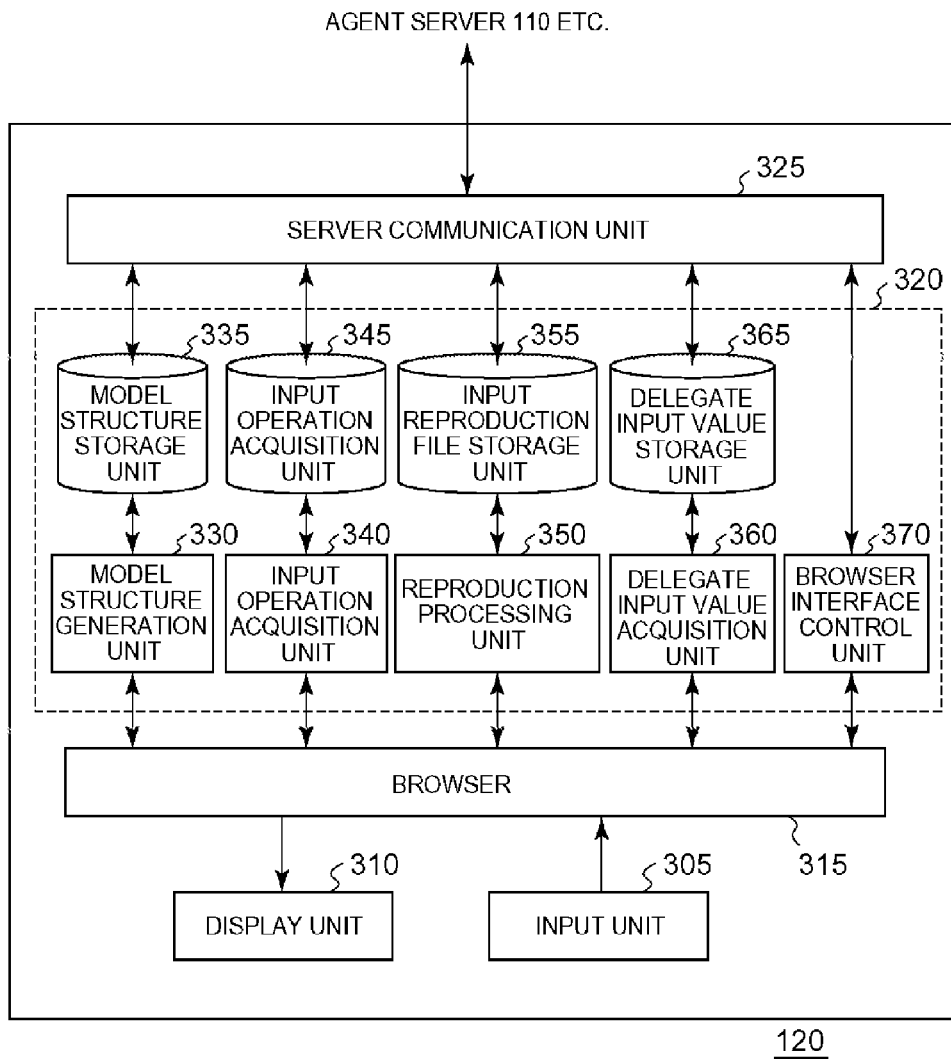 AGENT SERVER 110 ETC.
325
SERVER COMMUNICATION UNIT
320
335
345
355
365
MODEL
STRUCTURE
STORAGE
UNIT
INPUT
OPERATION
ACQUISITION
UNIT
INPUT
REPRODUCTION
FILE STORAGE
UNIT
DELEGATE
INPUT VALUE
STORAGE
UNIT
330
340
350
360
370
MODEL
STRUCTURE
GENERATION
UNIT
INPUT
OPERATION
ACQUISITION
UNIT
REPRODUCTION
PROCESSING
UNIT
DELEGATE
INPUT VALUE
ACQUISITION
UNIT
BROWSER
INTERFACE
CONTROL
UNIT
BROWSER
315
310
305
DISPLAY UNIT
INPUT UNIT
120